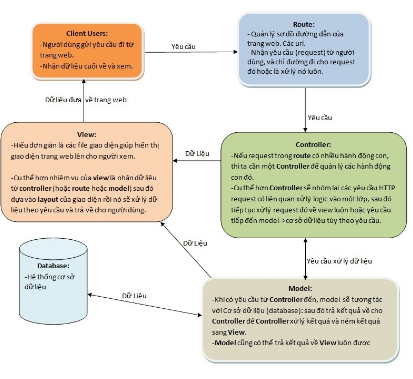 Client Users:
-Người dùng gửi yêu cầu đi từ
trang web.
-Nhận dữ liệu cuối về và xem.
Yêu cầu
Route:
- Quản lý sơ đồ đường dẫn của
trang web. Các url.
- Nhận yêu cầu (request) từ người
dùng, và chỉ đường đi cho request
đó hoặc là xử lý nó luôn.
Dữ liệu đưa về trang web
Yêu cầu
View:
-Hiểu đơn giản là các file giao diện giúp hiển thị
giao diện trang web lên cho người xem.
-Cụ thể hơn nhiệm vụ của view là nhân dữ liệu
từ controller (hoặc route hoặc model) sau đó
dựa vào layout của giao diện rồi nó sẽ xử lý dữ
liệu theo yêu cầu và trả về cho người dùng.
Dữ Liệu
Controller:
-Nếu request trong route có nhiều hành động con,
thì ta cần một Controller để quản lý các hành động
con đó.
-Cụ thể hơn Controller sẽ nhóm lai các yêu cầu HTTP
request có liên quan xử lý logic vào một lớp, sau đó
tiếp tục xử lý request đó về view luôn hoặc yêu cầu
tiếp đến model->cơ sở dữ liệu tùy theo yêu cầu.
Dữ Liệu
Yêu cầu xử lý dữ liệu
Database:
-Hệ thống cơ sở
dữ liệu
Dữ Liêu
Model:
-Khi có yêu cầu từ Controller đến, model sẽ tương tác
với Cơ sở dữ liệu (database): sau đó trả kết quả về cho
Controller để Controller xử lý kết quả và ném kết quả
sang View.
-Model cũng có thể trả kết quả về View luôn được